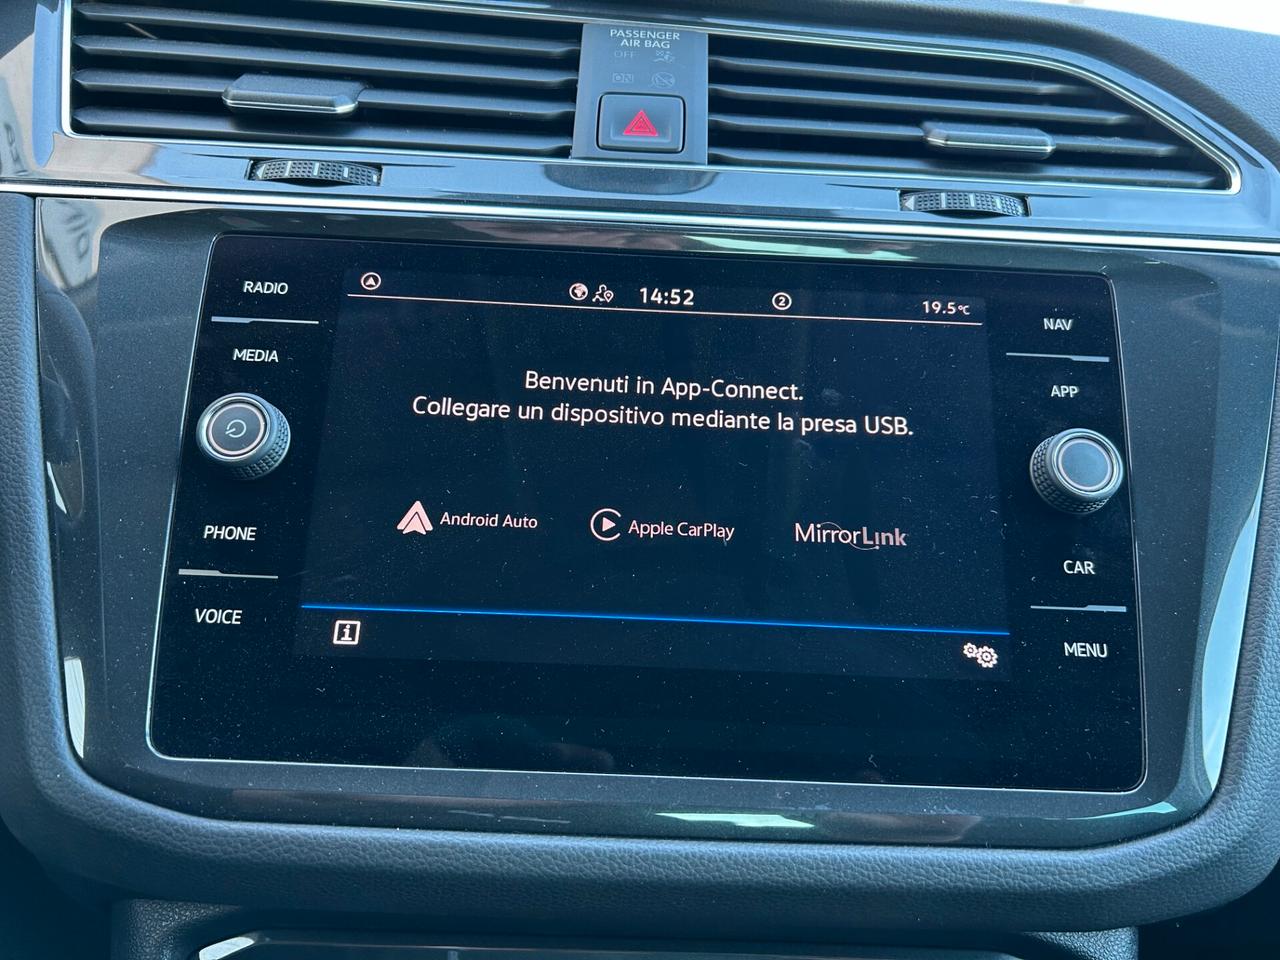 PASSENGER
AIR BAG
OFF
ON
RADIO
MEDIA
PHONE
VOICE
14:52
2
19.5°C
Benvenuti in App-Connect.
Collegare un dispositivo mediante la presa USB.
Android Auto
Apple CarPlay
MirrorLink
i
NAV
APP
CAR
MENU